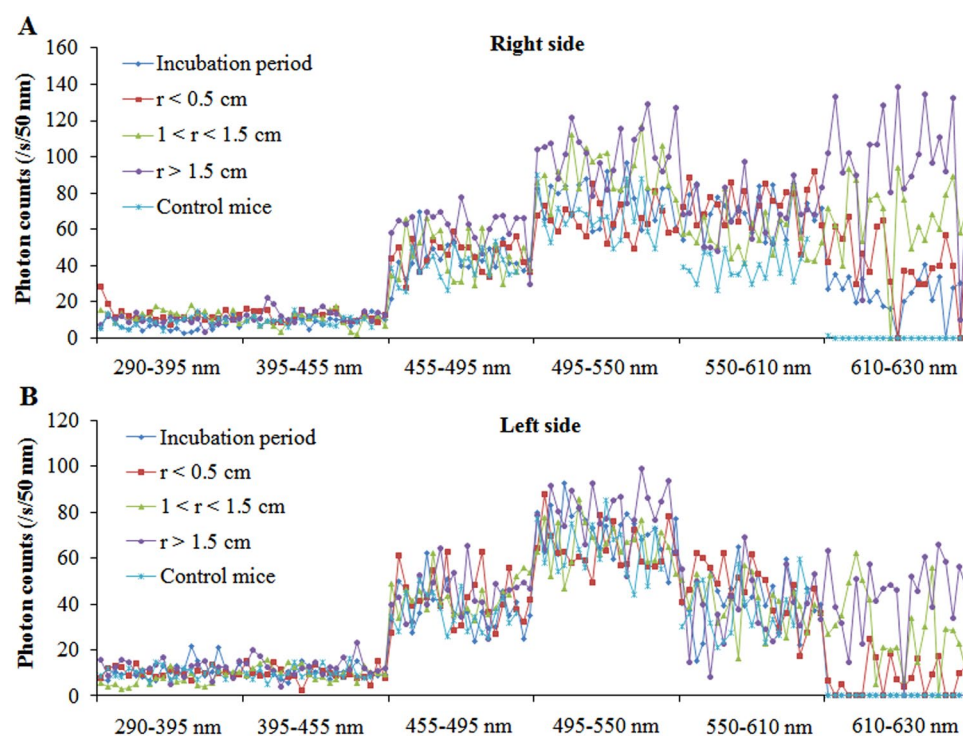 A
Right side
Photon counts (/s/50 nm)
160
140
120
100
80
60
40
20
0
Incubation period
r < 0.5 cm
1 < r < 1.5 cm
r > 1.5 cm
Control mice
290-395 nm
395-455 nm
455-495 nm
495-550 nm
550-610 nm
610-630 nm
B
Left side
Photon counts (/s/50 nm)
120
100
80
60
40
20
0
Incubation period
r < 0.5 cm
1 < r < 1.5 cm
r > 1.5 cm
Control mice
290-395 nm
395-455 nm
455-495 nm
495-550 nm
550-610 nm
610-630 nm